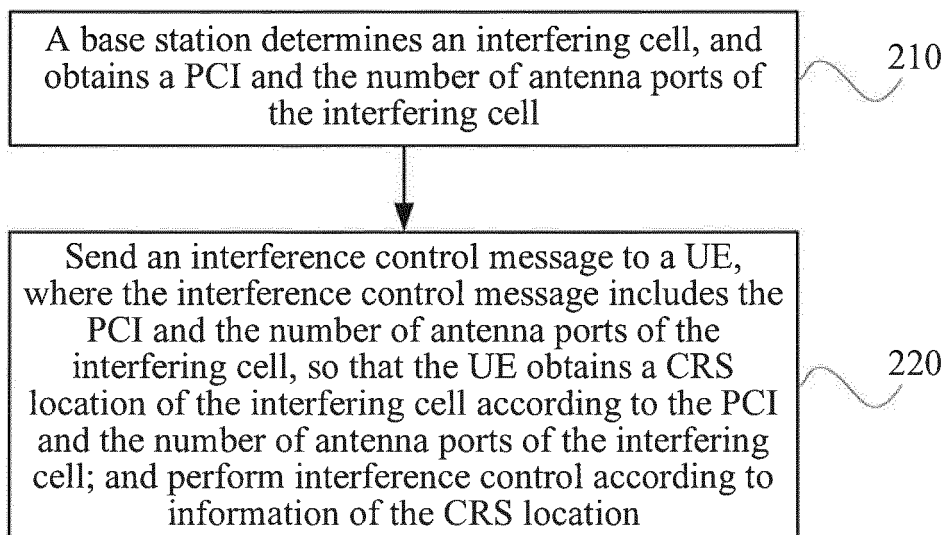 A base station determines an interfering cell, and
obtains a PCI and the number of antenna ports of
the interfering cell
210
Send an interference control message to a UE,
where the interference control message includes the
PCI and the number of antenna ports of the
interfering cell, so that the UE obtains a CRS
location of the interfering cell according to the PCI
and the number of antenna ports of the interfering
cell; and perform interference control according to
information of the CRS location
220